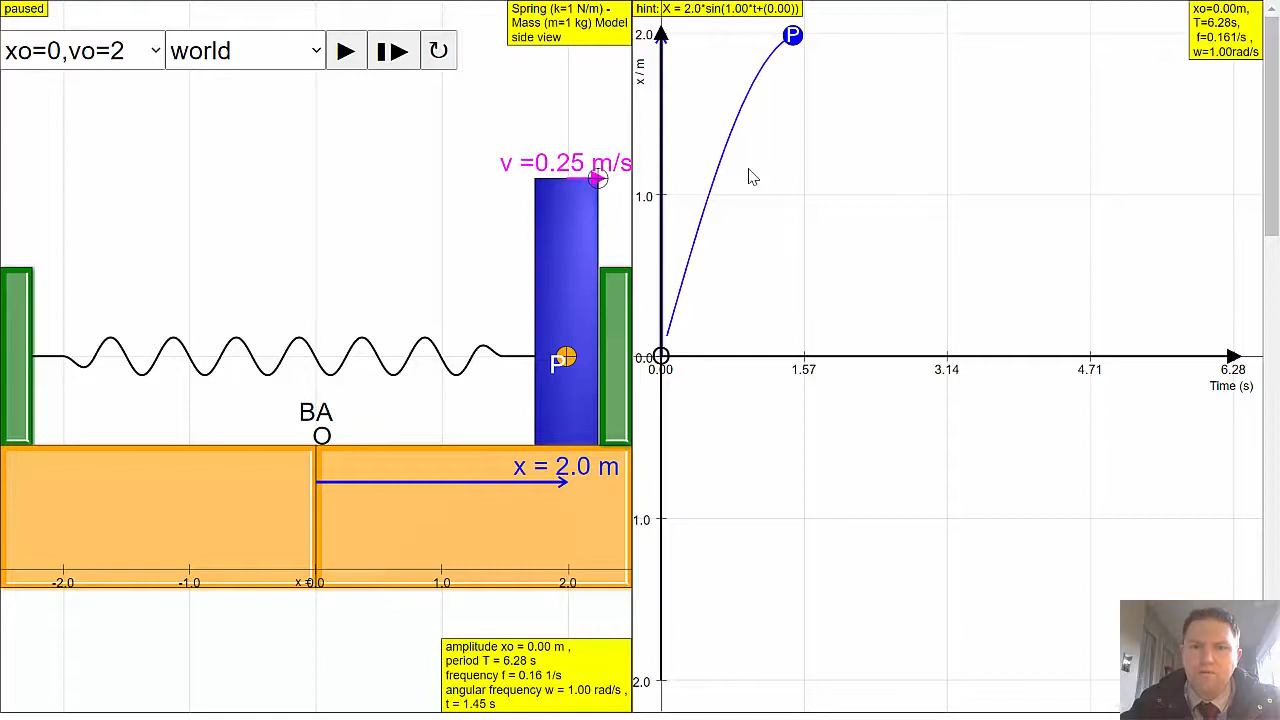 paused
Spring (k=1 N/m) -
Mass (m=1 kg) Model
side view
xo=0,vo=2
world
v =0.25 m/s
P
BA
O
x = 2.0 m
-2.0
-1.0
x = 0.0
1.0
2.0
amplitude xo = 0.00 m ,
period T = 6.28 s
frequency f = 0.16 1/s
angular frequency w = 1.00 rad/s ,
t = 1.45 s
hint: X = 2.0*sin(1.00*t+(0.00))
xo=0.00m,
T=6.28s,
f=0.161/s ,
w=1.00rad/s
2.0
P
x / m
1.0
0.0
0.00
1.57
3.14
4.71
6.28
Time (s)
1.0
2.0